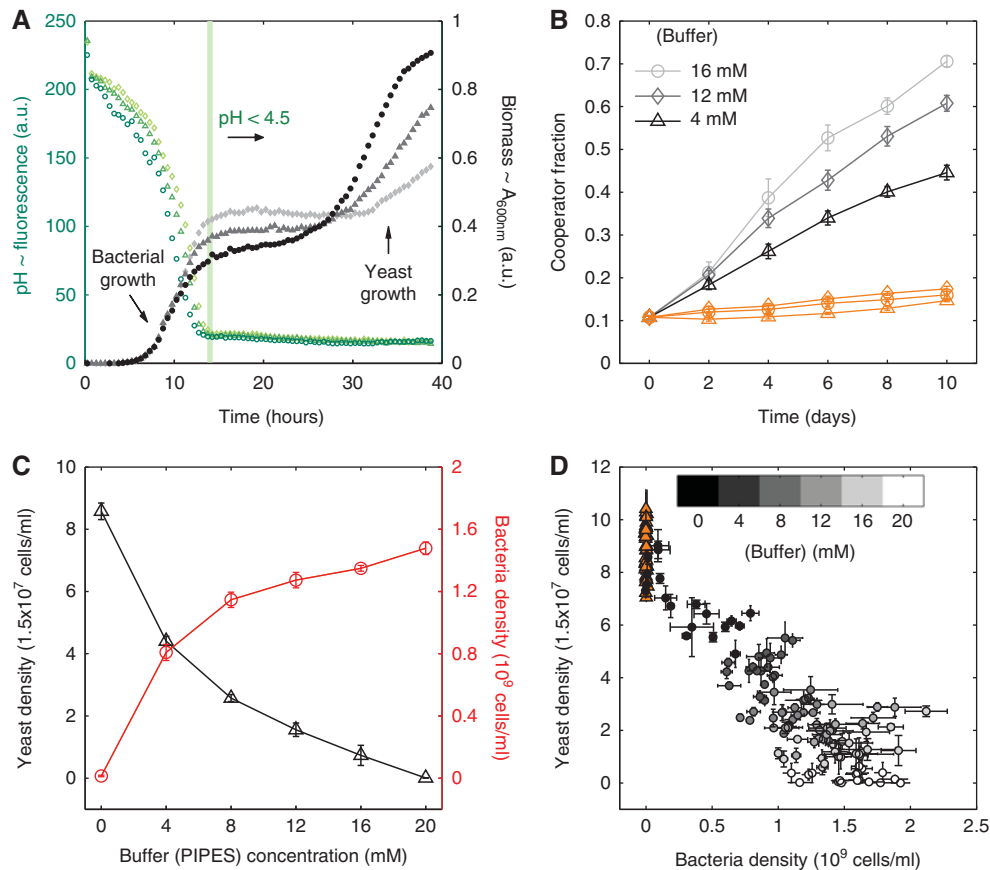 A
pH ~ fluorescence (a.u.)
250
200
150
100
50
0
pH < 4.5
Bacterial
growth
Yeast
growth
1
0.8
0.6
0.4
0.2
0
Biomass ~ A600nm (a.u.)
0
10
20
30
40
Time (hours)
B
(Buffer)
16 mM
12 mM
4 mM
Cooperator fraction
0.7
0.6
0.5
0.4
0.3
0.2
0.1
0
0
2
4
6
8
10
Time (days)
C
Yeast density (1.5x10⁷ cells/ml)
10
8
6
4
2
0
2
1.6
1.2
0.8
0.4
0
Bacteria density (10⁹ cells/ml)
0
4
8
12
16
20
Buffer (PIPES) concentration (mM)
D
Yeast density (1.5x10⁷ cells/ml)
12
10
8
6
4
2
0
0 4 8 12 16 20
(Buffer) (mM)
0
0.5
1
1.5
2
2.5
Bacteria density (10⁹ cells/ml)